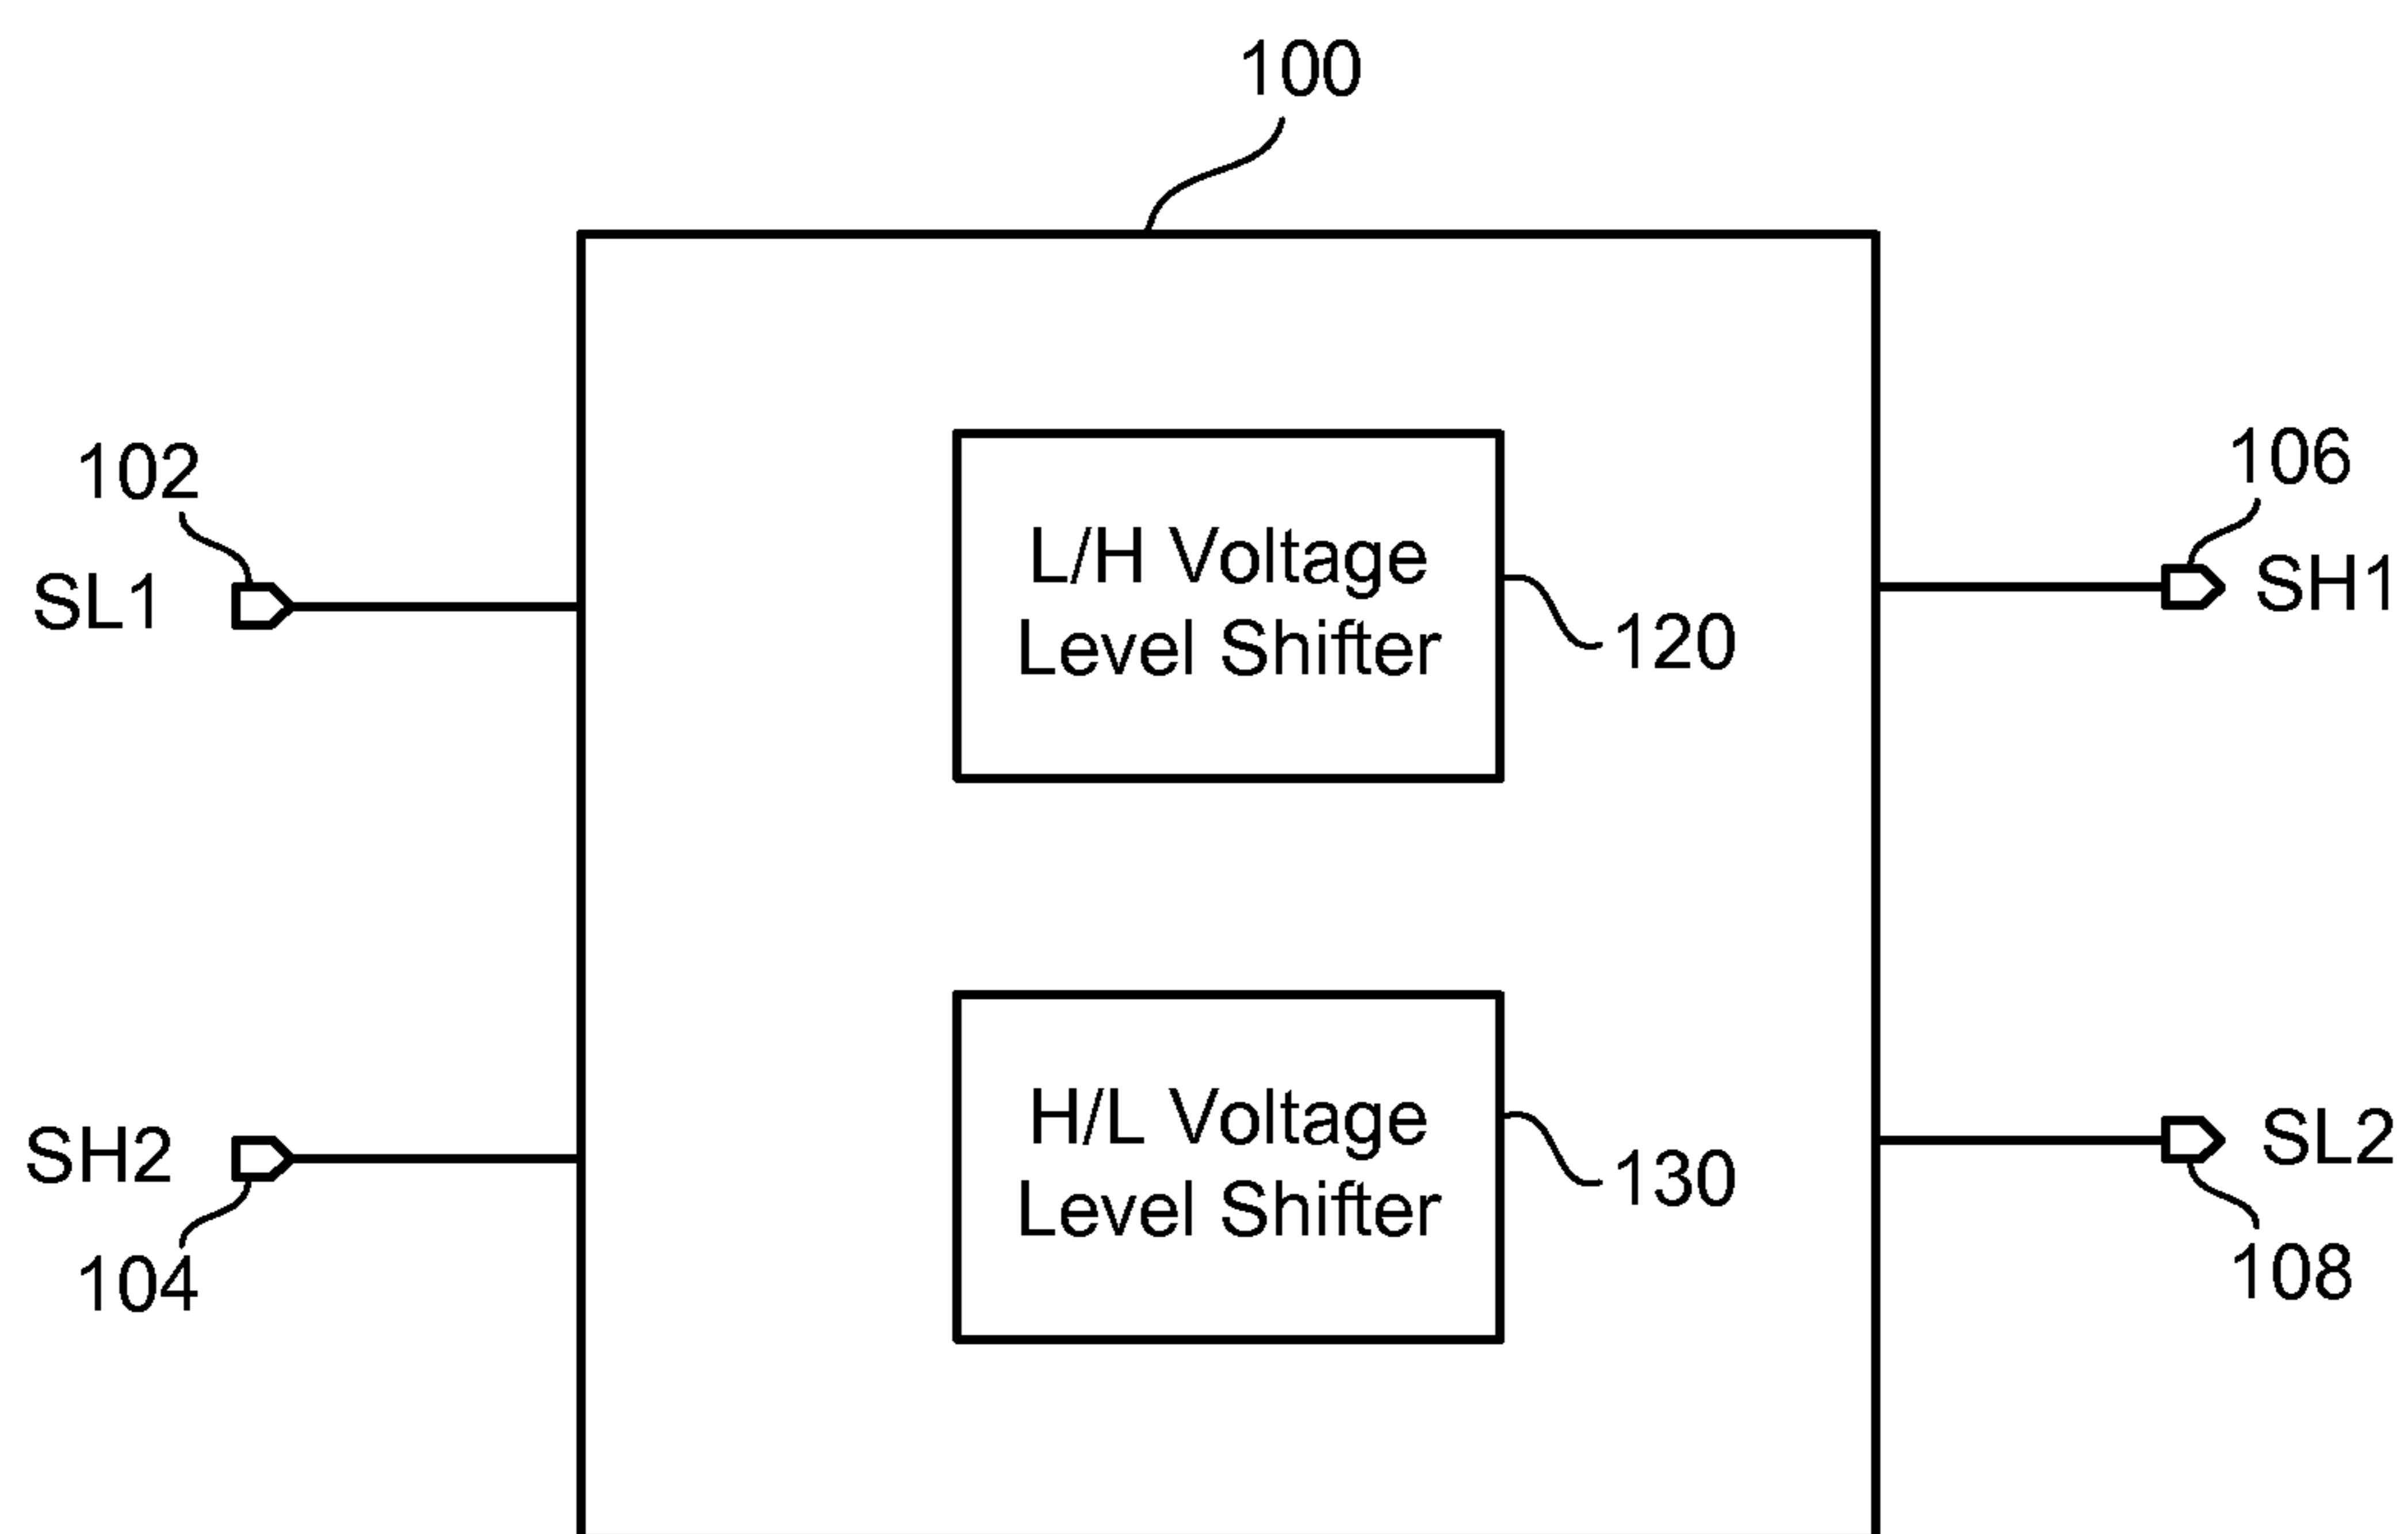 100
102
SL1
L/H Voltage
Level Shifter
120
106
SH1
SH2
104
H/L Voltage
Level Shifter
130
SL2
108